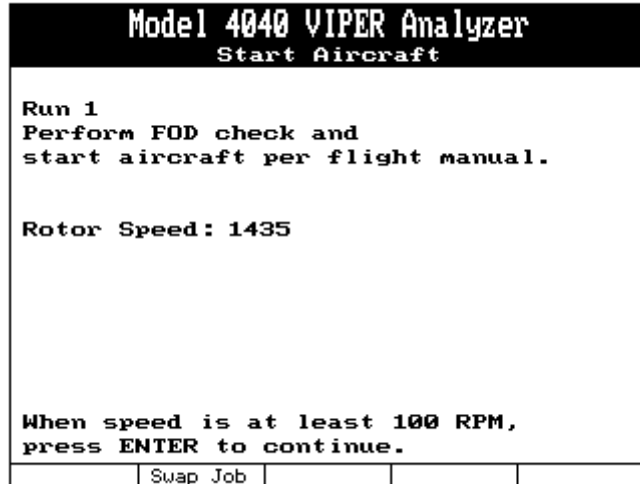 Model 4040 VIPER Analyzer
Start Aircraft
Run 1
Perform FOD check and
start aircraft per flight manual.
Rotor Speed: 1435
When speed is at least 100 RPM,
press ENTER to continue.
Swap Job